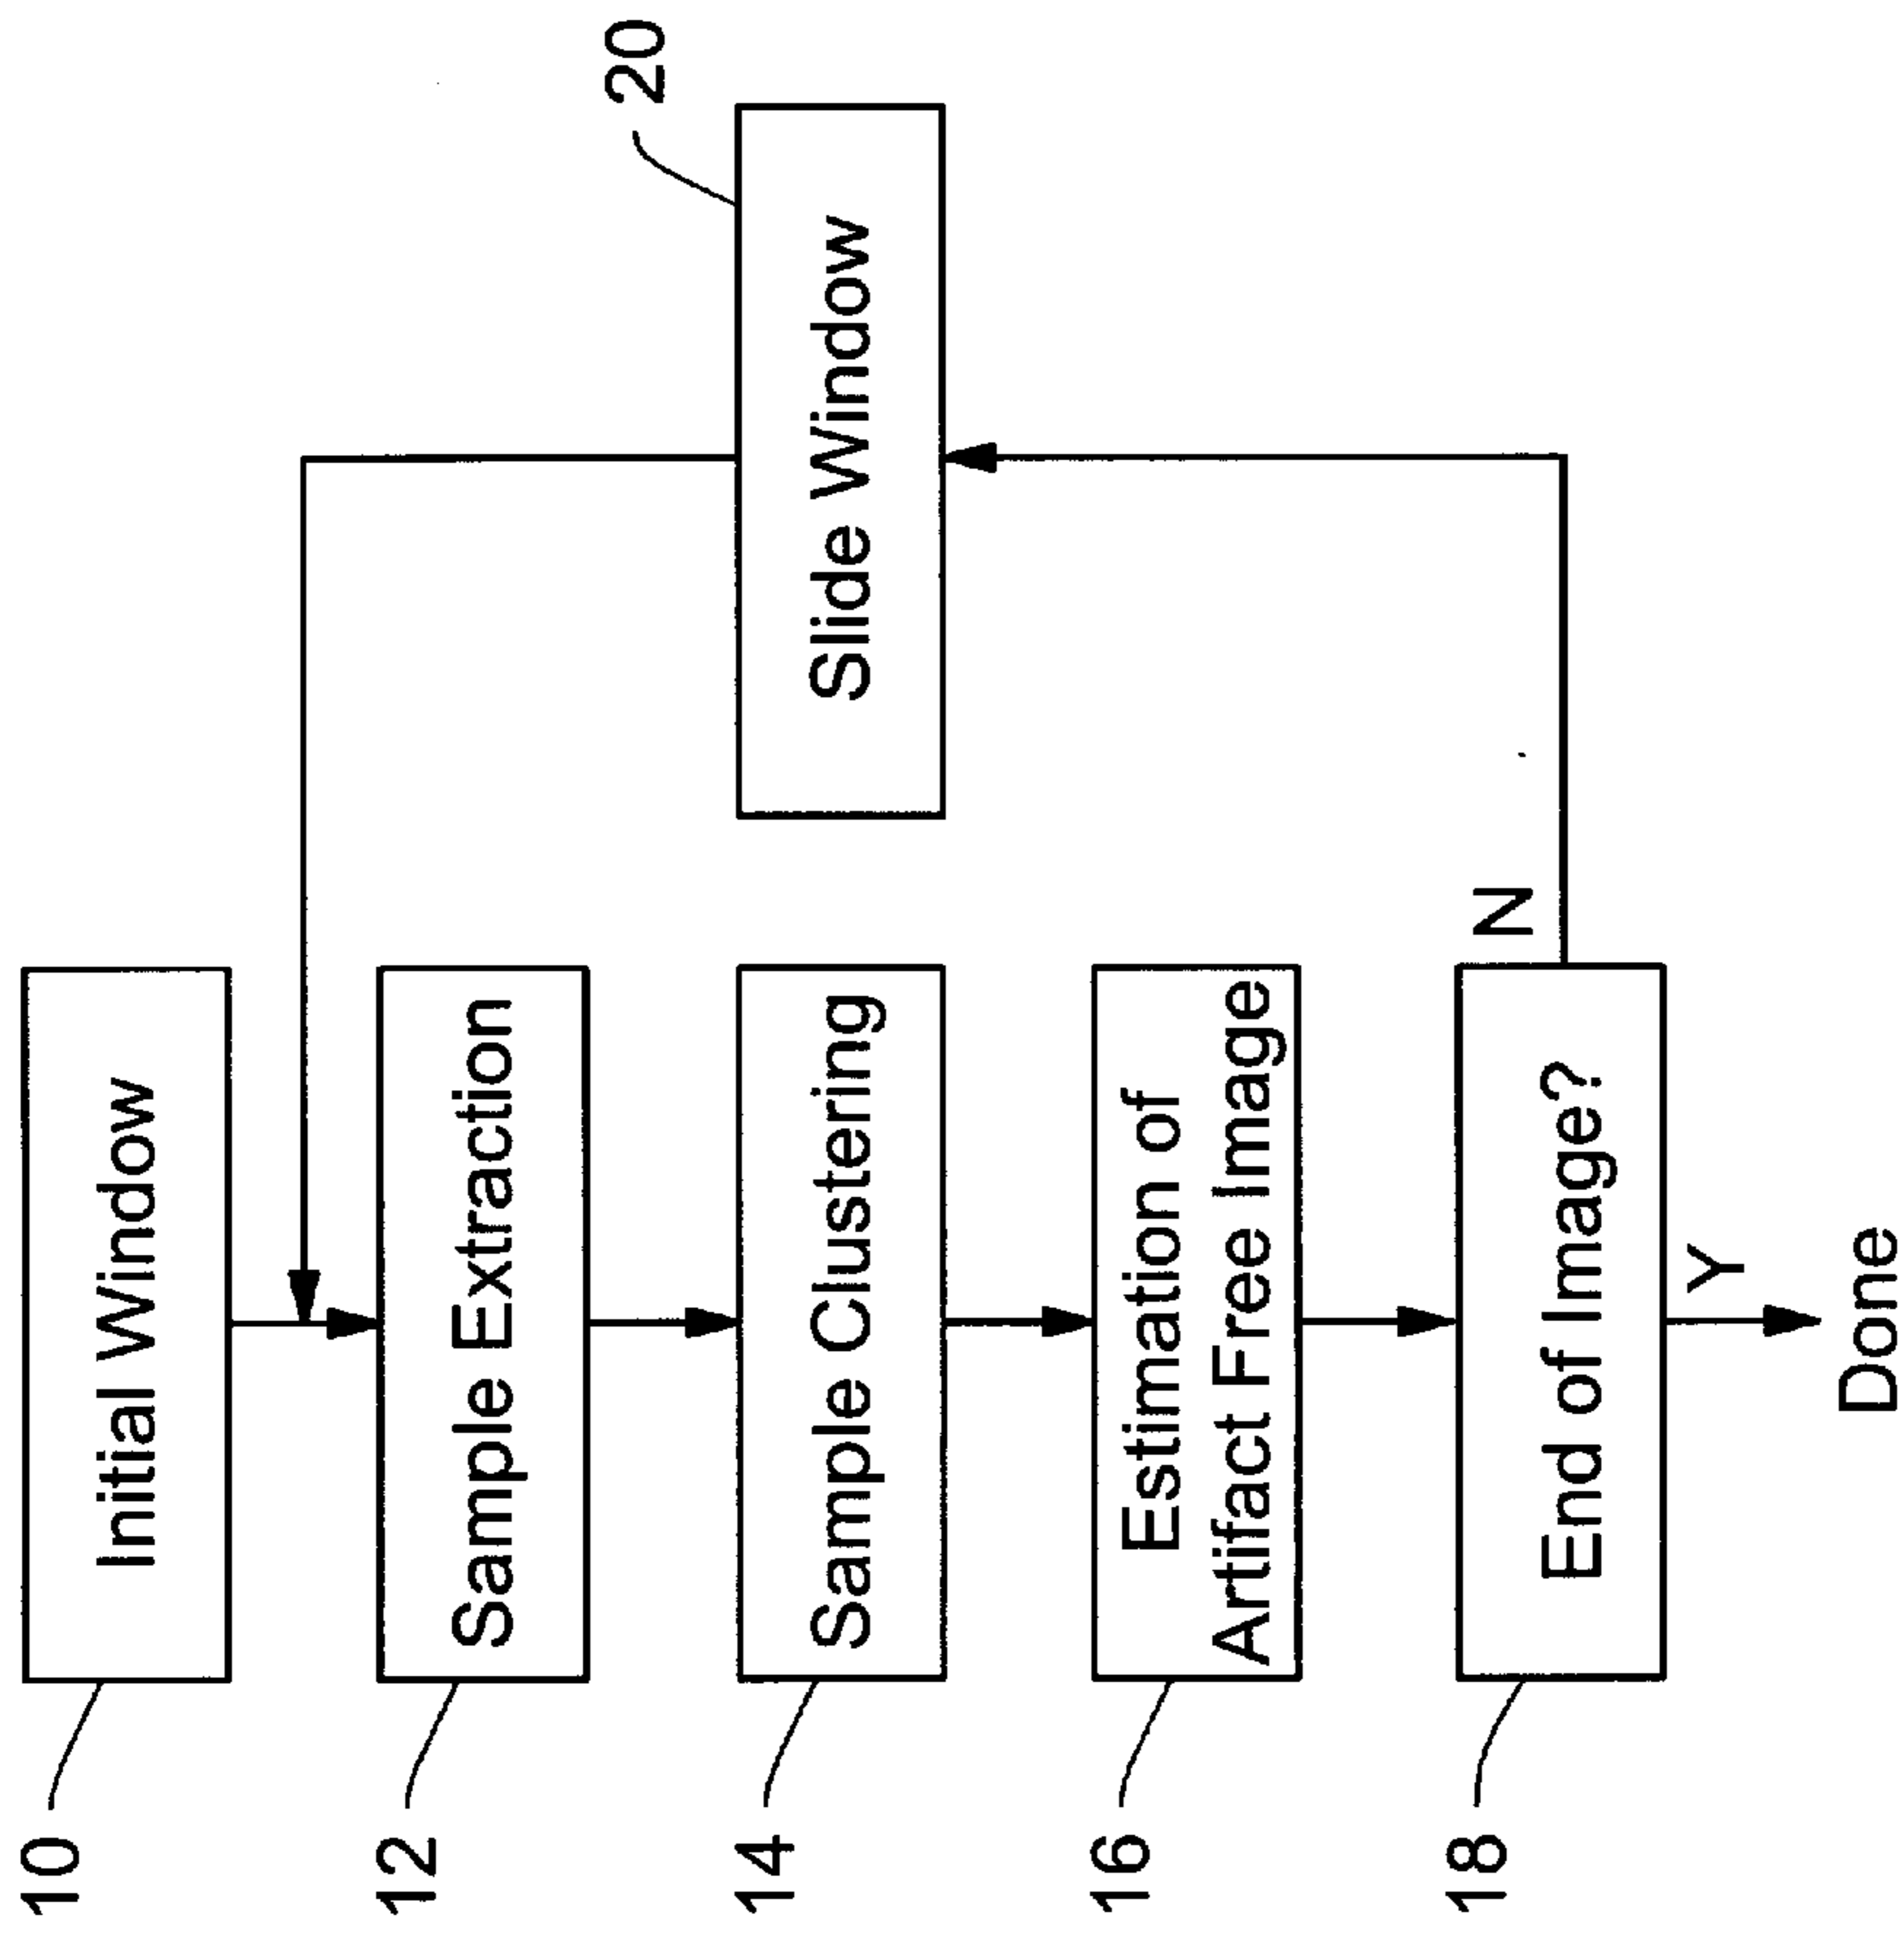 10
Initial Window
12
Sample Extraction
14
Sample Clustering
16
Estimation of
Artifact Free Image
18
End of Image?
N
Y
Done
20
Slide Window